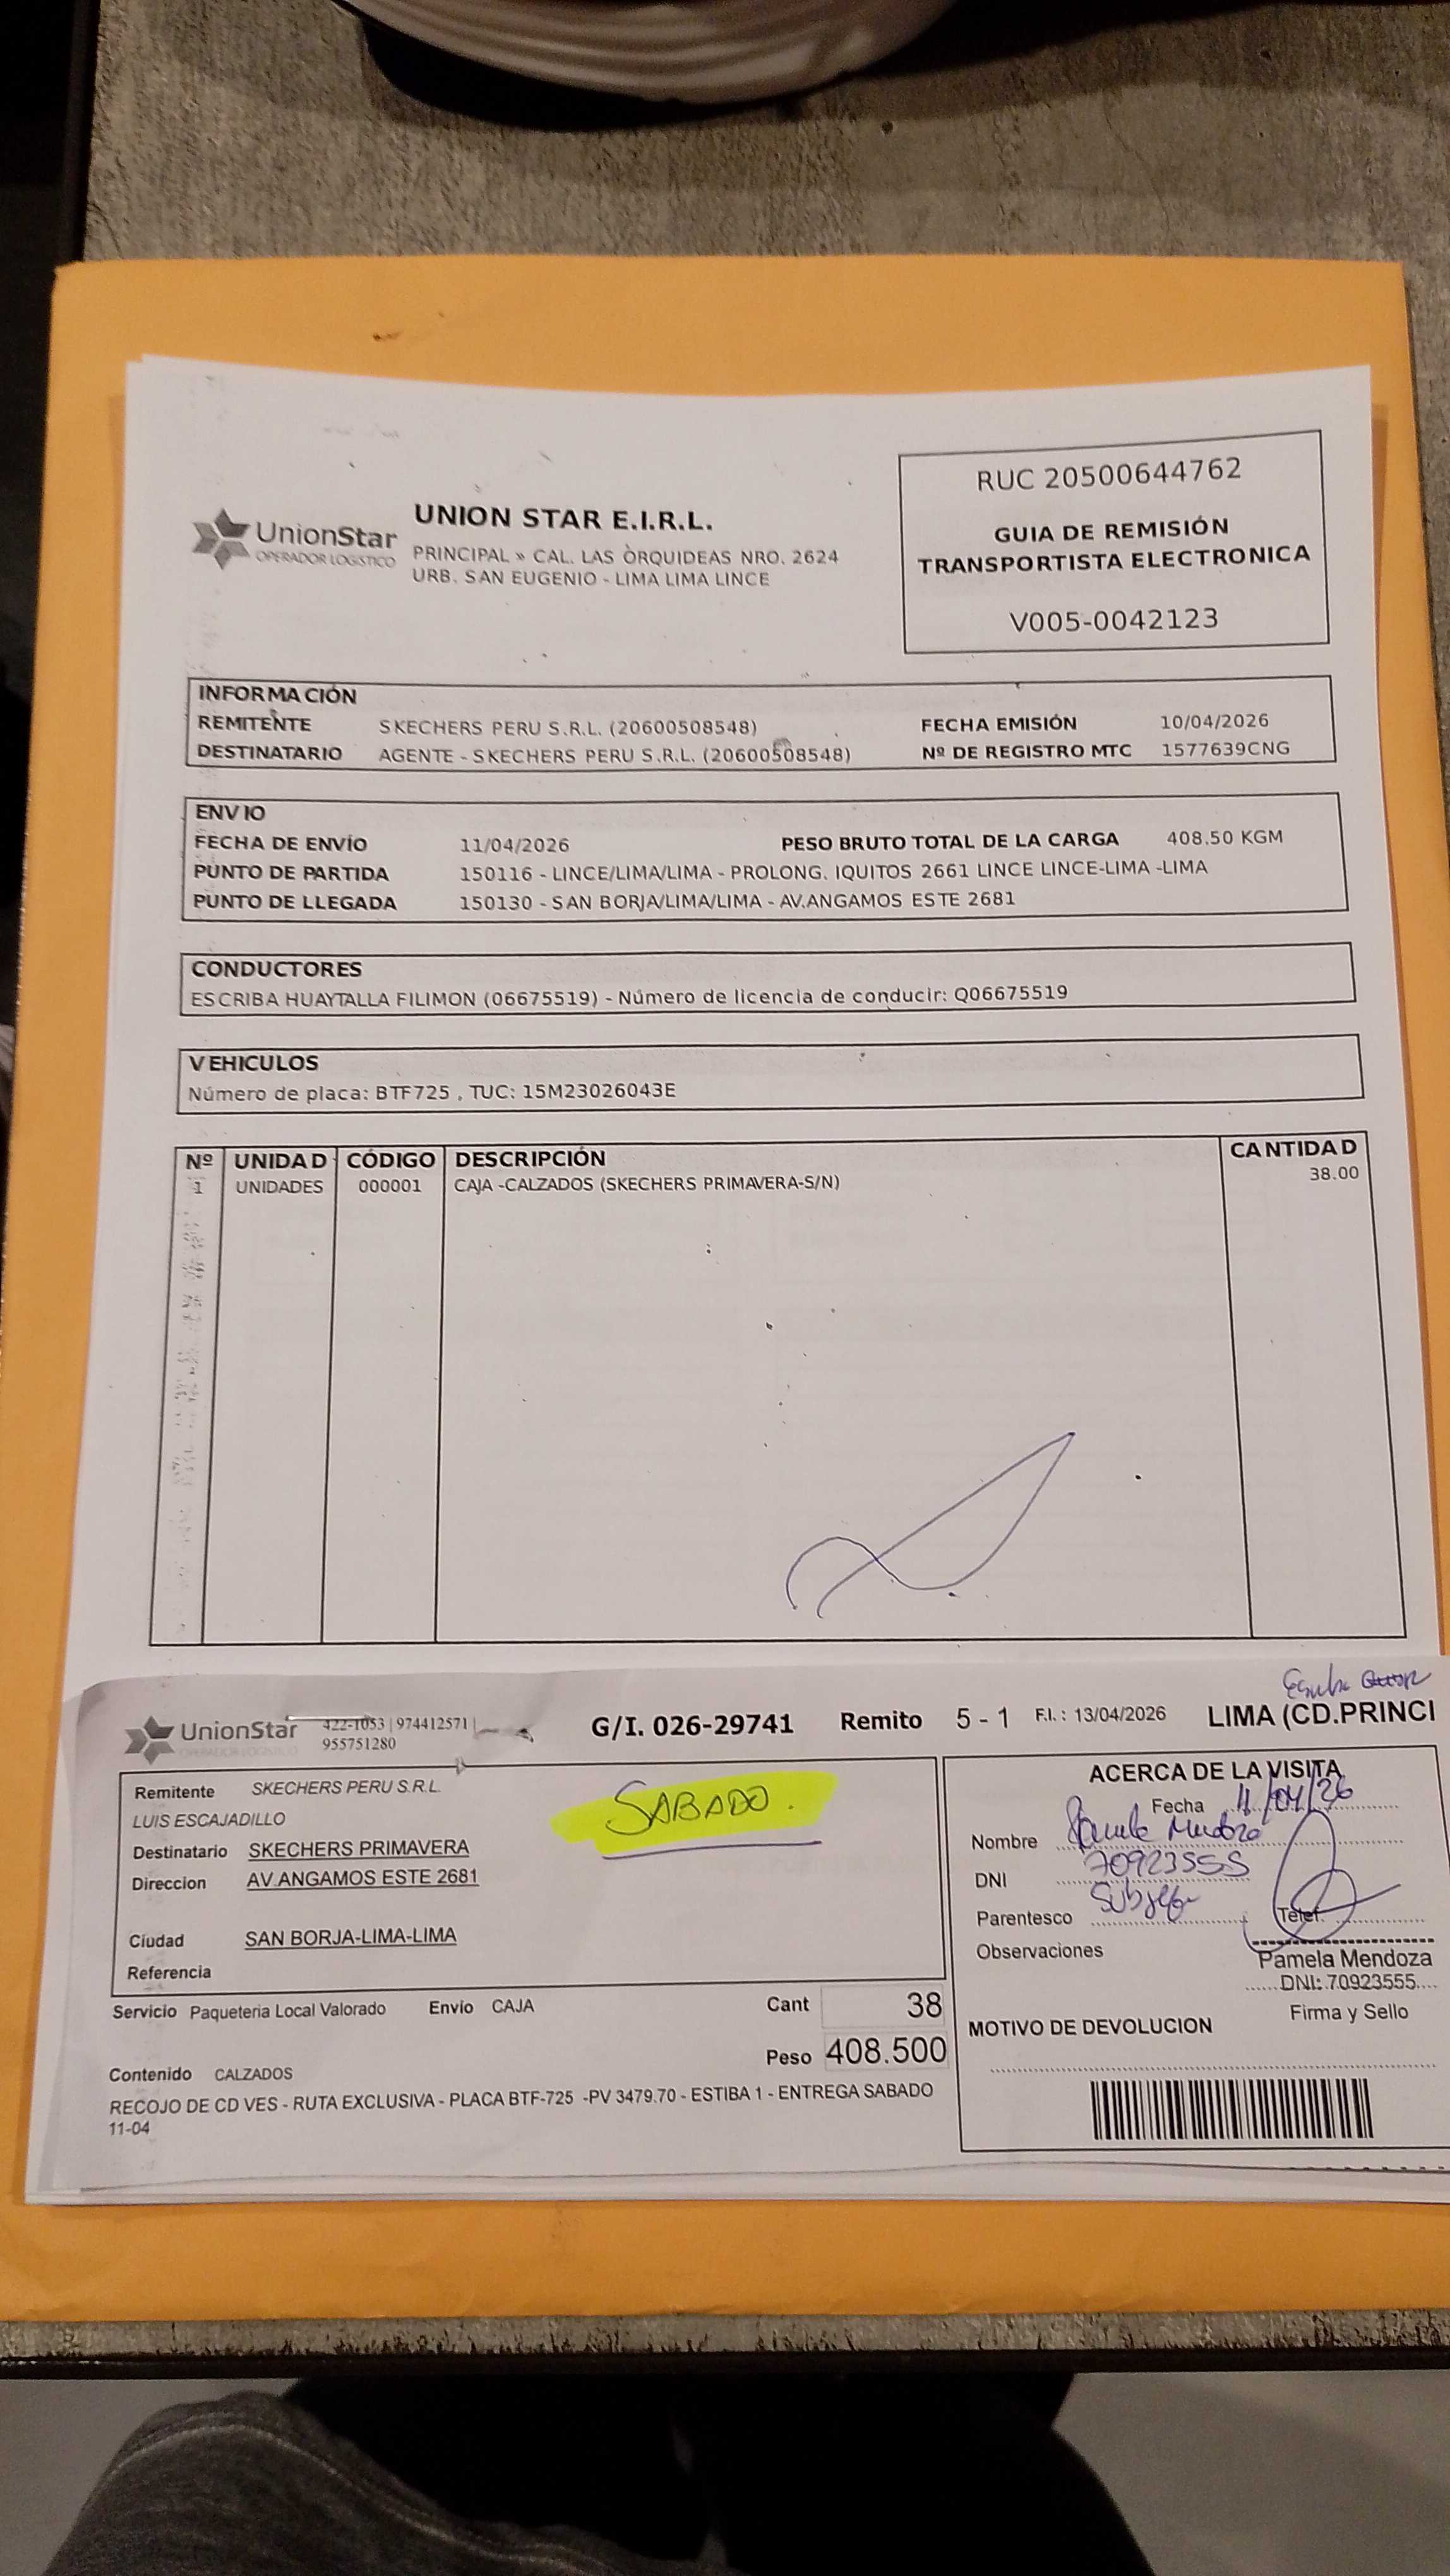 UnionStar
OPERADOR LOGISTICO
UNION STAR E.I.R.L.
PRINCIPAL » CAL. LAS ORQUIDEAS NRO. 2624
URB. SAN EUGENIO - LIMA LIMA LINCE
RUC 20500644762
GUIA DE REMISIÓN
TRANSPORTISTA ELECTRONICA
V005-0042123
INFORMACIÓN
REMITENTE SKECHERS PERU S.R.L. (20600508548) FECHA EMISIÓN 10/04/2026
DESTINATARIO AGENTE - SKECHERS PERU S.R.L. (20600508548) Nº DE REGISTRO MTC 1577639CNG
ENVIO
FECHA DE ENVÍO 11/04/2026 PESO BRUTO TOTAL DE LA CARGA 408.50 KGM
PUNTO DE PARTIDA 150116 - LINCE/LIMA/LIMA - PROLONG. IQUITOS 2661 LINCE LINCE-LIMA -LIMA
PUNTO DE LLEGADA 150130 - SAN BORJA/LIMA/LIMA - AV.ANGAMOS ESTE 2681
CONDUCTORES
ESCRIBA HUAYTALLA FILIMON (06675519) - Número de licencia de conducir: Q06675519
VEHICULOS
Número de placa: BTF725 , TUC: 15M23026043E
Nº UNIDAD CÓDIGO DESCRIPCIÓN CANTIDAD
1 UNIDADES 000001 CAJA -CALZADOS (SKECHERS PRIMAVERA-S/N) 38.00
UnionStar
OPERADOR LOGISTICO
422-1053 | 974412571 |
955751280
G/I. 026-29741 Remito 5 - 1 F.I.: 13/04/2026 LIMA (CD.PRINCI
Remitente SKECHERS PERU S.R.L.
LUIS ESCAJADILLO
Destinatario SKECHERS PRIMAVERA
Direccion AV.ANGAMOS ESTE 2681
Ciudad SAN BORJA-LIMA-LIMA
Referencia
SABADO.
Servicio Paqueteria Local Valorado Envio CAJA
Cant 38
Peso 408.500
Contenido CALZADOS
RECOJO DE CD VES - RUTA EXCLUSIVA - PLACA BTF-725 -PV 3479.70 - ESTIBA 1 - ENTREGA SABADO
11-04
ACERCA DE LA VISITA
Fecha 11/04/26
Nombre Pamela Mendoza
DNI 70923555
Parentesco Subjefe
Telef.
Observaciones
Pamela Mendoza
DNI: 70923555
Firma y Sello
MOTIVO DE DEVOLUCION